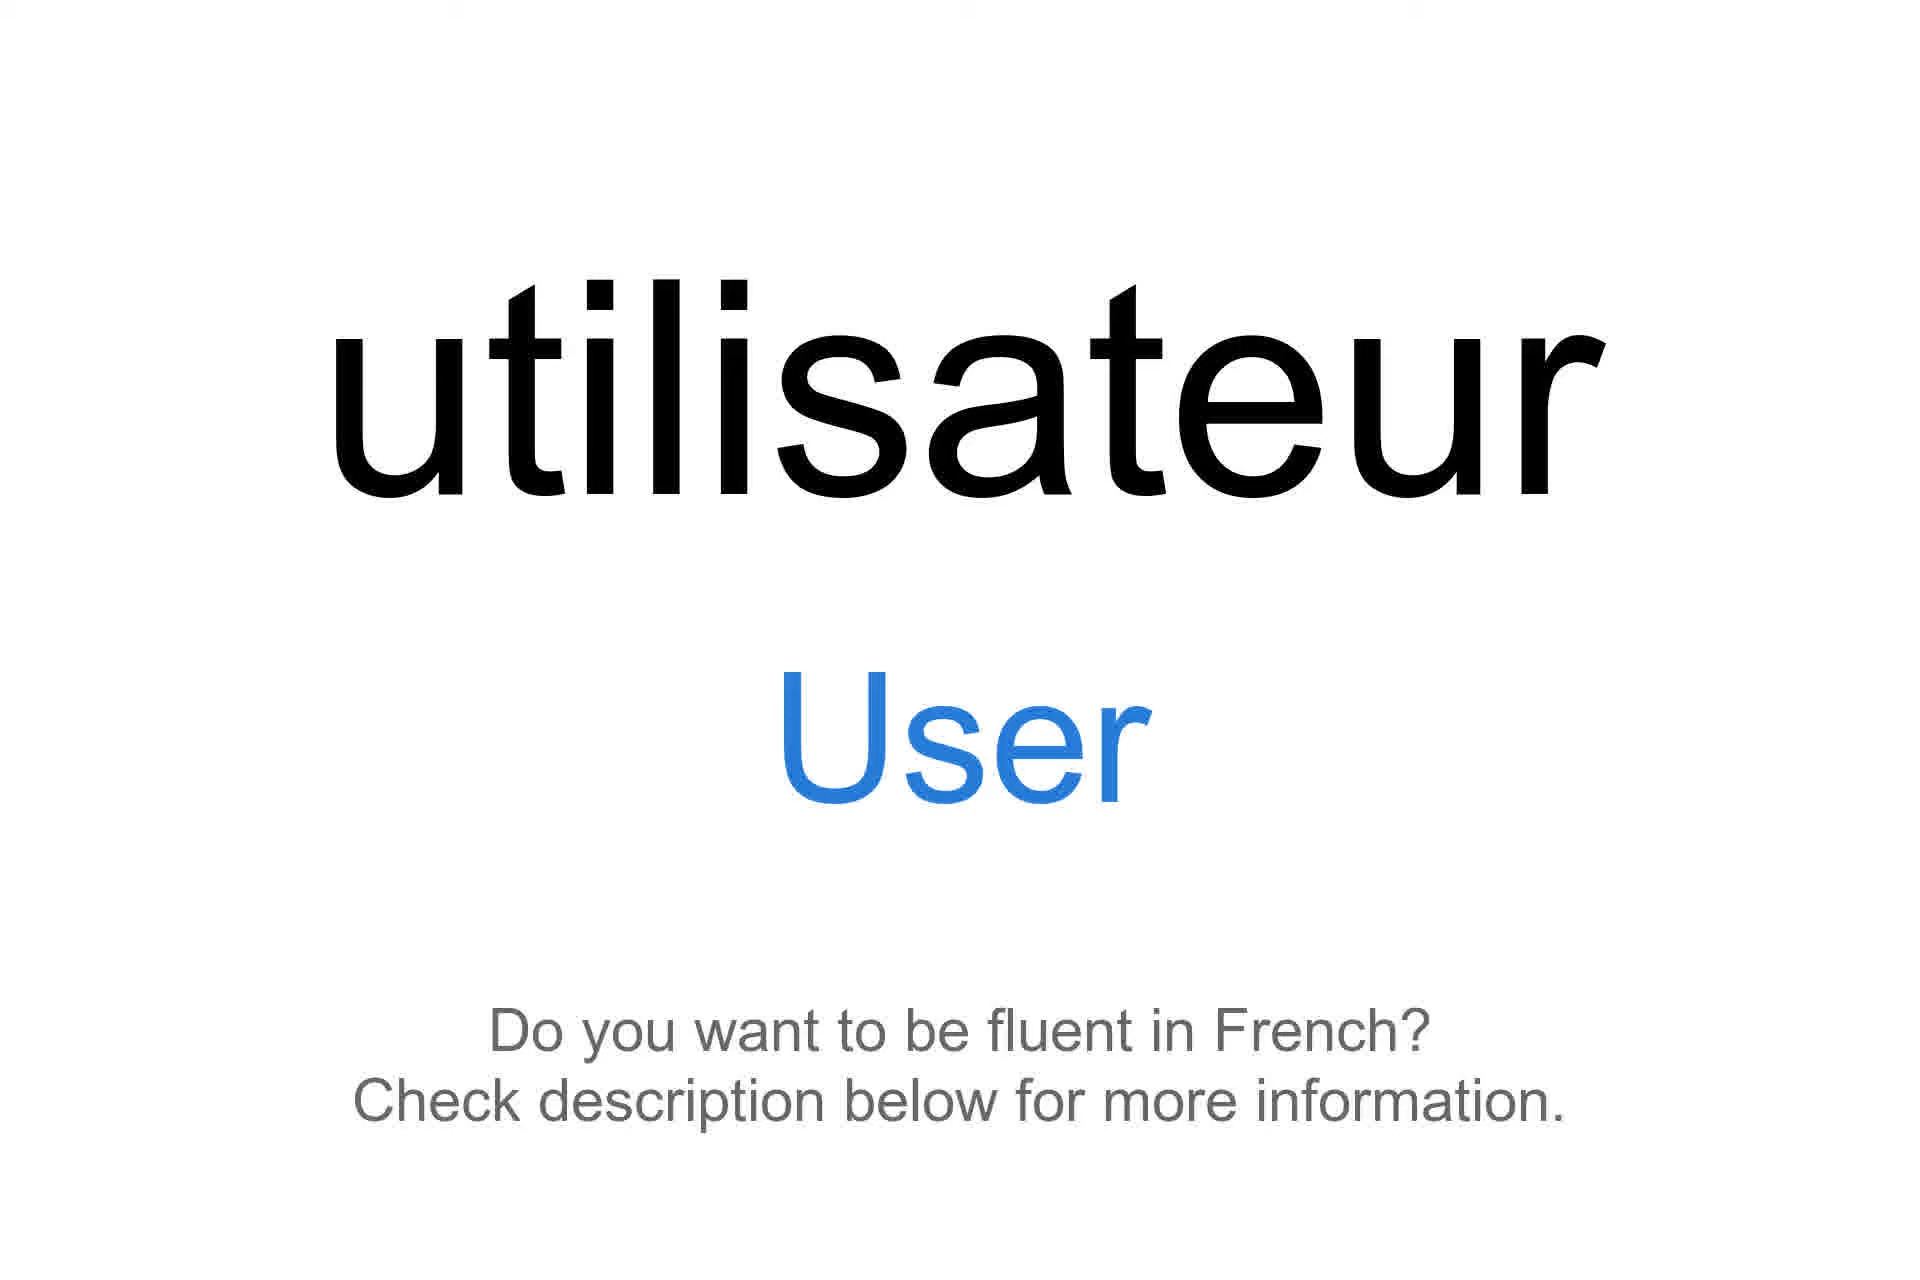 utilisateur
User
Do you want to be fluent in French?
Check description below for more information.